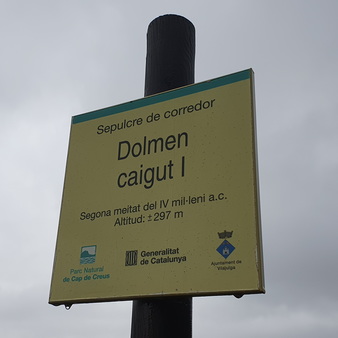 Sepulcre de corredor
Dolmen
caigut I
Segona meitat del IV mil·leni a.c.
Altitud: ±297 m
Parc Natural
de Cap de Creus
Generalitat
de Catalunya
Ajuntament
de Vilajuïga